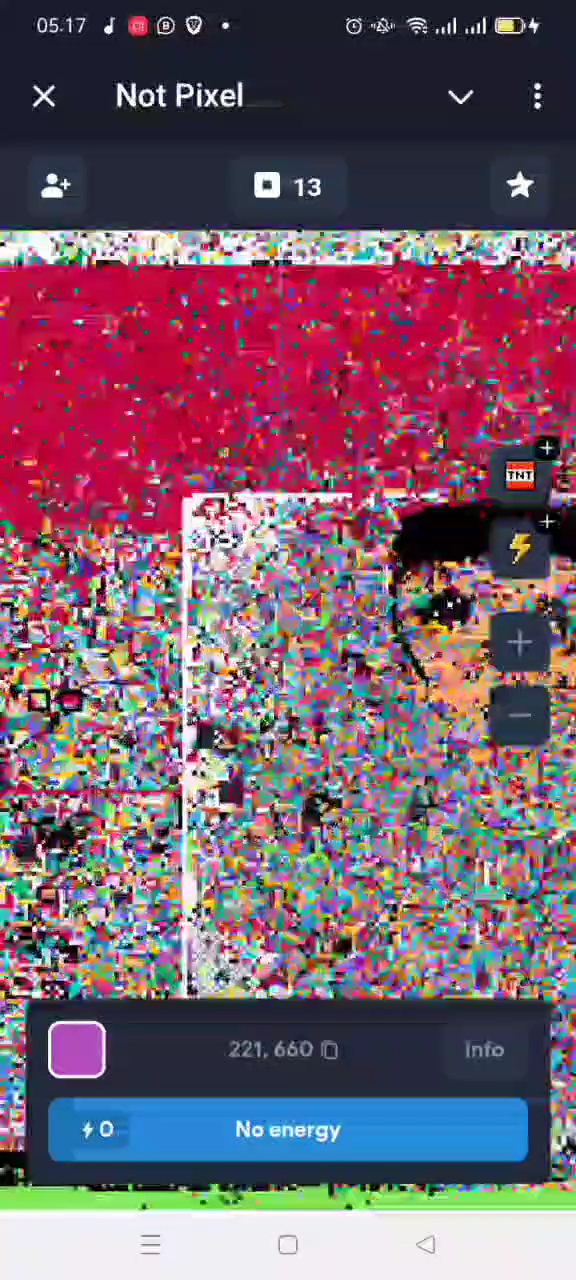 05.17
Not Pixel
13
TNT
221, 660
Info
0
No energy